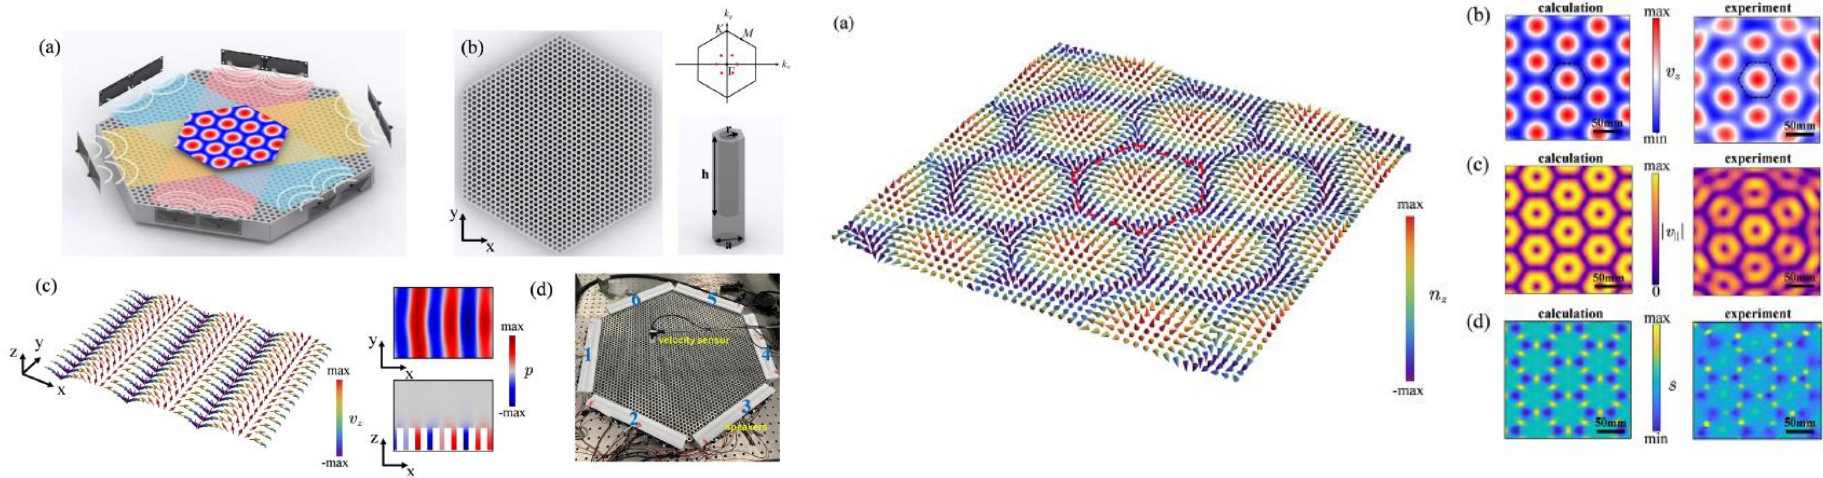 (a)
(b)
k_y
K
M
Γ
k_x
r
h
a
y
x
(c)
z
y
x
max
v_z
-max
y
x
max
p
-max
z
x
(d)
6
5
1
4
2
3
velocity sensor
speakers
(a)
max
n_z
-max
(b)
calculation
max
experiment
v_z
50mm
min
50mm
(c)
calculation
max
experiment
|v_∥|
50mm
0
50mm
(d)
calculation
max
experiment
s
50mm
min
50mm